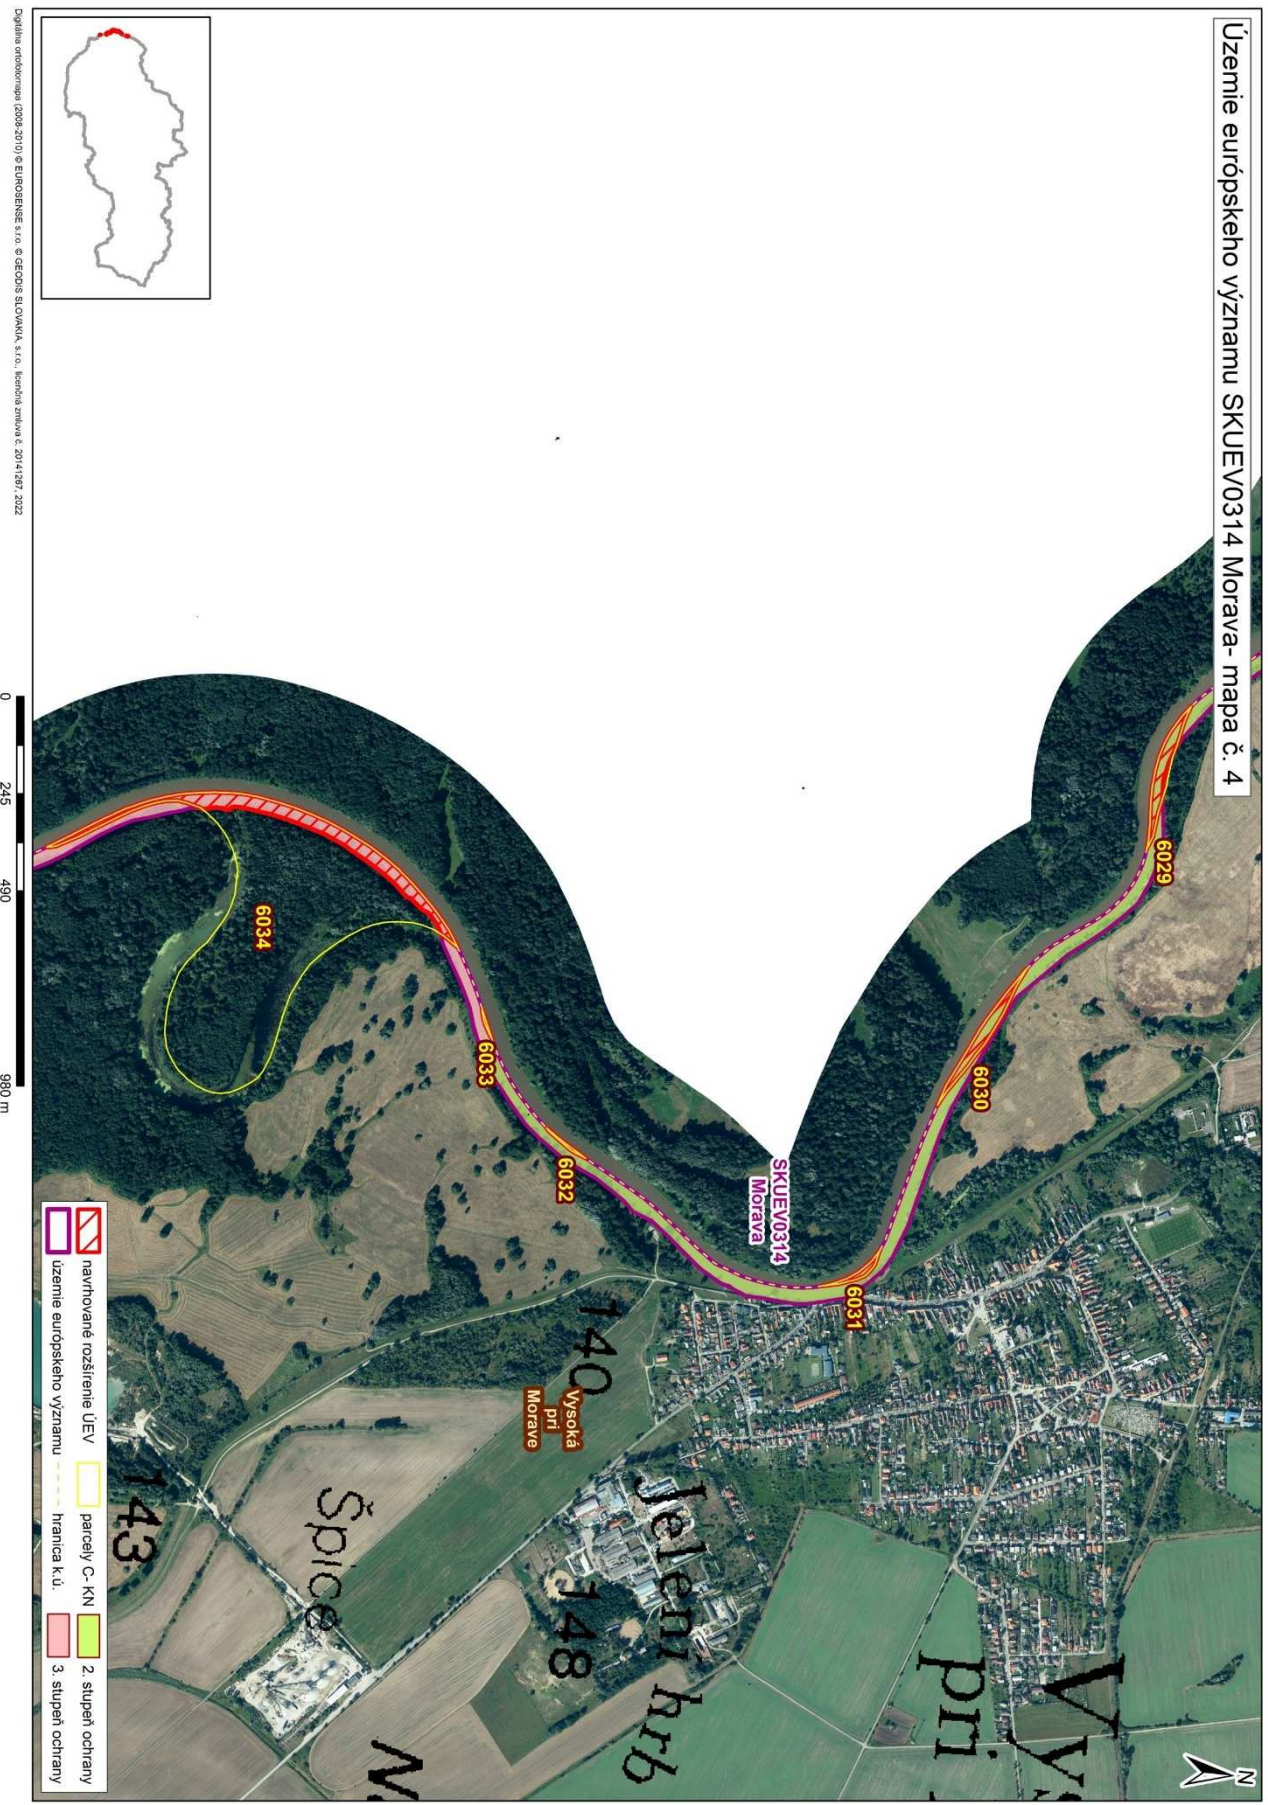 Územie európskeho významu SKUEV0314 Morava- mapa č. 4
N
6029
6030
6031
SKUEV0314
Morava
6032
6033
6034
Vysoká
pri
Morave
Vys
pri
Jelení hrb
140
148
Špice
143
navrhované rozšírenie ÚEV
parcely C- KN
2. stupeň ochrany
územie európskeho významu
hranica k.ú.
3. stupeň ochrany
0 245 490 980 m
Digitálna ortofotomapa (2008-2010) © EUROSENSE s.r.o. © GEODIS SLOVAKIA, s.r.o., licenčná zmluva č. 20141267, 2022